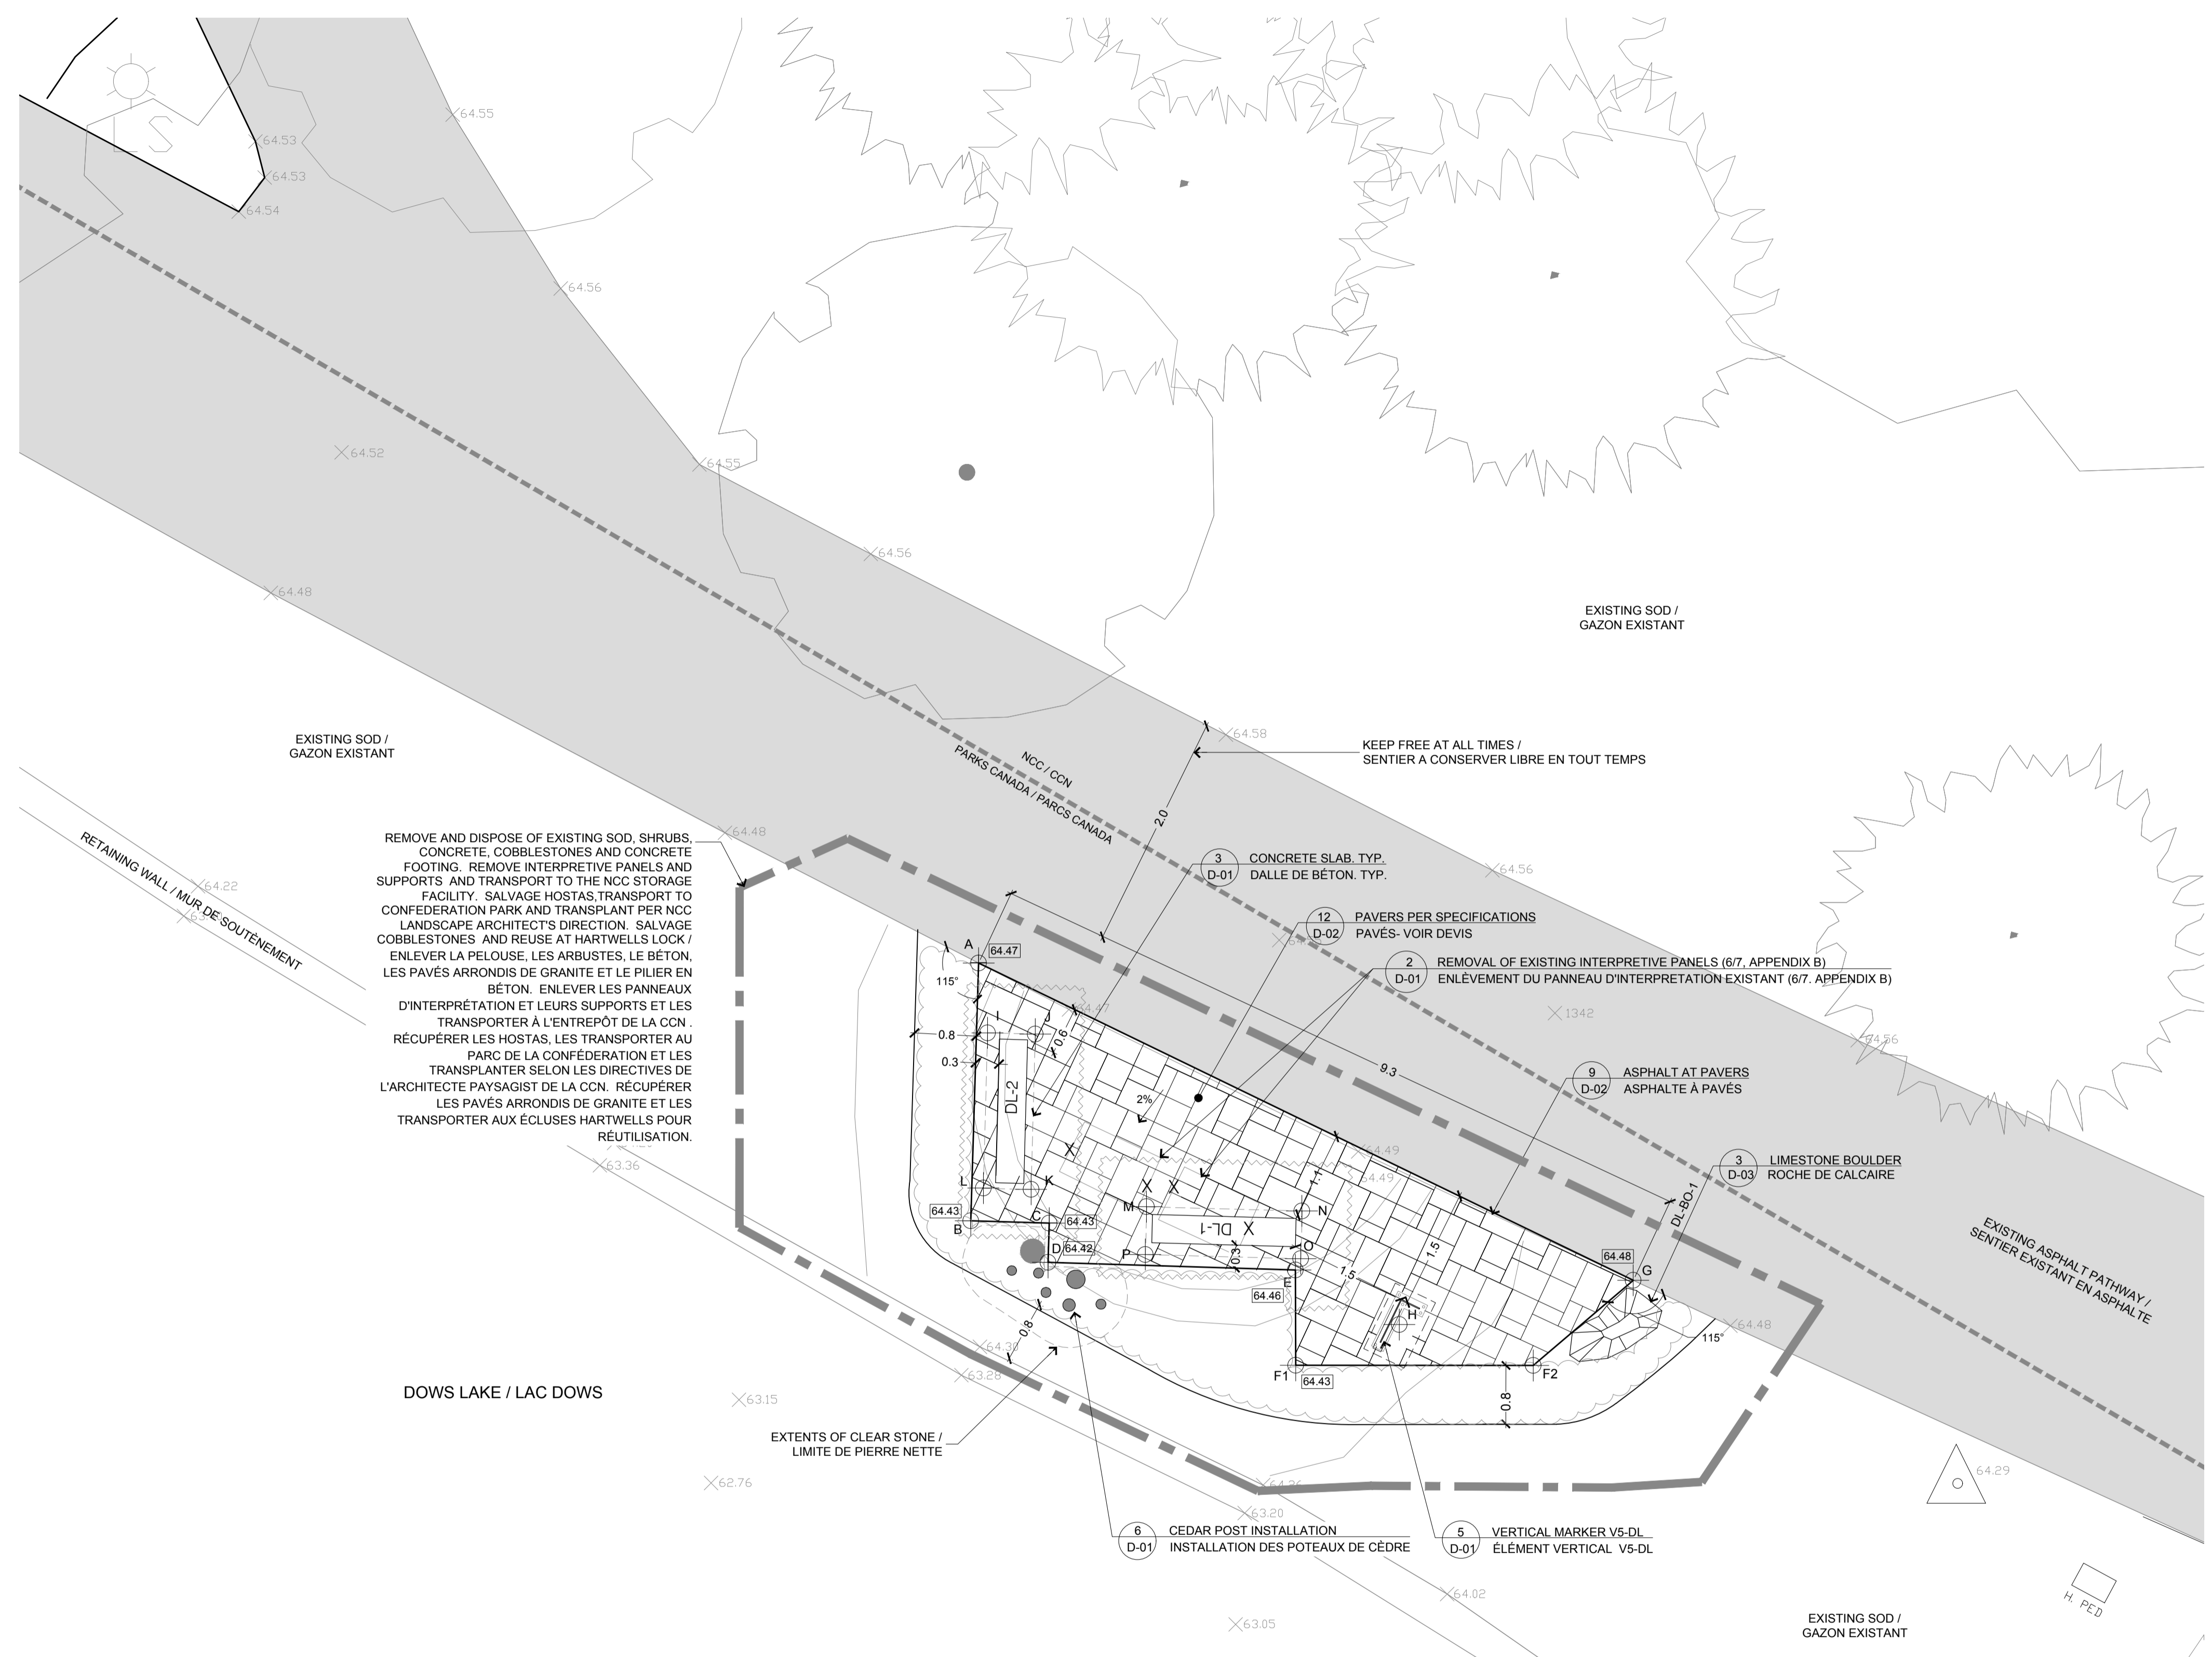 64.55
64.53
64.53
64.54
LS
64.56
64.52
64.55
64.56
64.48
EXISTING SOD /
GAZON EXISTANT
64.58
EXISTING SOD /
GAZON EXISTANT
NCC / CCN
PARKS CANADA / PARCS CANADA
KEEP FREE AT ALL TIMES /
SENTIER A CONSERVER LIBRE EN TOUT TEMPS
2.0
64.48
RETAINING WALL / MUR DE SOUTÈNEMENT
64.22
REMOVE AND DISPOSE OF EXISTING SOD, SHRUBS,
CONCRETE, COBBLESTONES AND CONCRETE
FOOTING. REMOVE INTERPRETIVE PANELS AND
SUPPORTS AND TRANSPORT TO THE NCC STORAGE
FACILITY. SALVAGE HOSTAS,TRANSPORT TO
CONFEDERATION PARK AND TRANSPLANT PER NCC
LANDSCAPE ARCHITECT'S DIRECTION. SALVAGE
COBBLESTONES AND REUSE AT HARTWELLS LOCK /
ENLEVER LA PELOUSE, LES ARBUSTES, LE BÉTON,
LES PAVÉS ARRONDIS DE GRANITE ET LE PILIER EN
BÉTON. ENLEVER LES PANNEAUX
D'INTERPRÉTATION ET LEURS SUPPORTS ET LES
TRANSPORTER À L'ENTREPÔT DE LA CCN .
RÉCUPÉRER LES HOSTAS, LES TRANSPORTER AU
PARC DE LA CONFÉDERATION ET LES
TRANSPLANTER SELON LES DIRECTIVES DE
L'ARCHITECTE PAYSAGIST DE LA CCN. RÉCUPÉRER
LES PAVÉS ARRONDIS DE GRANITE ET LES
TRANSPORTER AUX ÉCLUSES HARTWELLS POUR
RÉUTILISATION.
3
D-01
CONCRETE SLAB. TYP.
DALLE DE BÉTON. TYP.
64.56
12
D-02
PAVERS PER SPECIFICATIONS
PAVÉS- VOIR DEVIS
2
D-01
REMOVAL OF EXISTING INTERPRETIVE PANELS (6/7, APPENDIX B)
ENLÈVEMENT DU PANNEAU D'INTERPRETATION EXISTANT (6/7. APPENDIX B)
A
64.47
115°
64.47
1342
64.56
I
J
0.8
0.6
0.3
DL-2
2%
9.3
9
D-02
ASPHALT AT PAVERS
ASPHALTE À PAVÉS
64.49
64.49
63.36
3
D-03
LIMESTONE BOULDER
ROCHE DE CALCAIRE
DL-BO-1
L
K
X
X
X
M
N
1.1
64.43
B
C
64.43
DL-1
X
D
64.42
P
O
0.3
1.5
1.5
E
64.46
64.48
G
H
EXISTING ASPHALT PATHWAY /
SENTIER EXISTANT EN ASPHALTE
64.48
115°
0.8
64.30
63.28
F1
64.43
F2
0.8
DOWS LAKE / LAC DOWS
63.15
EXTENTS OF CLEAR STONE /
LIMITE DE PIERRE NETTE
62.76
64.29
63.20
6
D-01
CEDAR POST INSTALLATION
INSTALLATION DES POTEAUX DE CÈDRE
5
D-01
VERTICAL MARKER V5-DL
ÉLÉMENT VERTICAL V5-DL
64.02
63.05
H. PED
EXISTING SOD /
GAZON EXISTANT